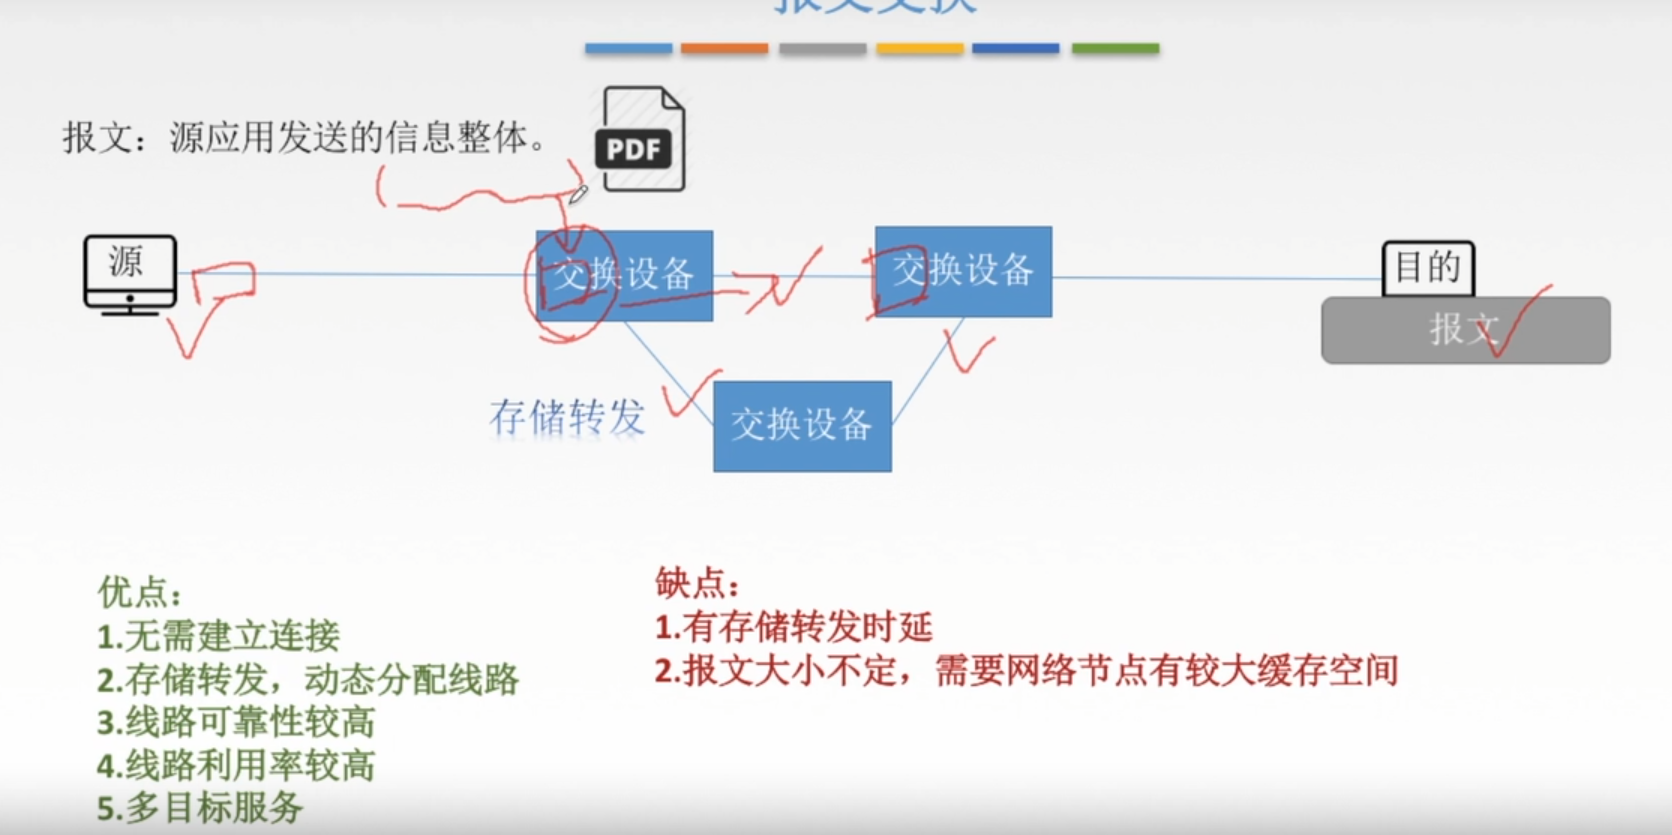 报文交换
报文：源应用发送的信息整体。
PDF
源
交换设备
交换设备
目的
报文
存储转发
交换设备
优点：
1.无需建立连接
2.存储转发，动态分配线路
3.线路可靠性较高
4.线路利用率较高
5.多目标服务
缺点：
1.有存储转发时延
2.报文大小不定，需要网络节点有较大缓存空间